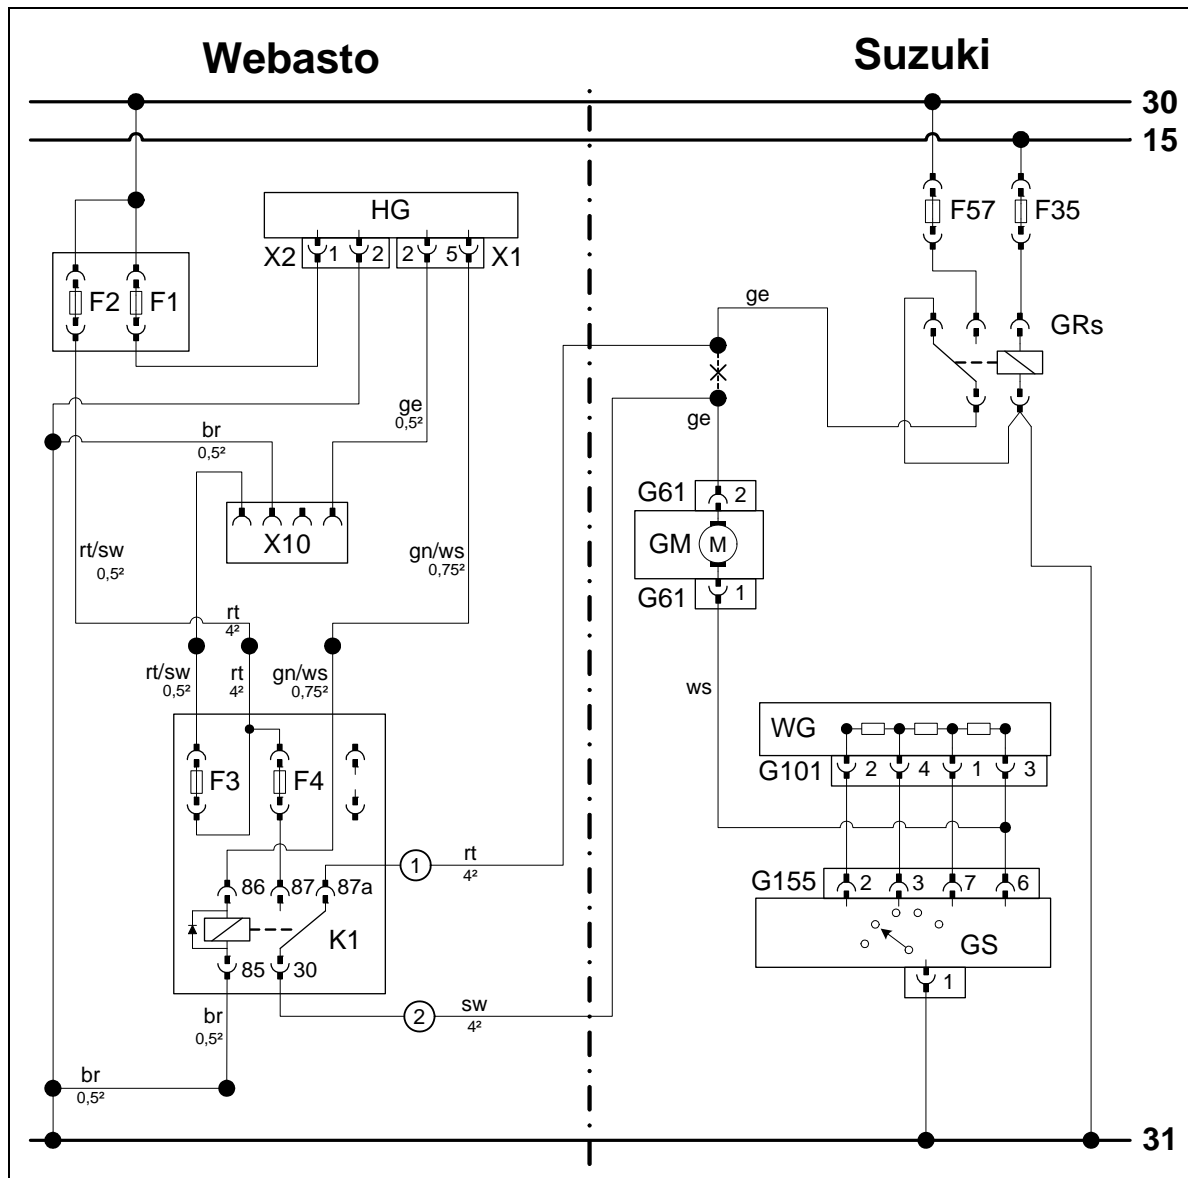 Webasto
Suzuki
30
15
HG
X2 1 2 2 5 X1
F57 F35
F2 F1
ge
GRs
ge
0,5²
br
0,5²
ge
X10
G61 2
GM M
G61 1
rt/sw
0,5²
gn/ws
0,75²
rt
4²
rt/sw
0,5²
rt
4²
gn/ws
0,75²
ws
WG
G101 2 4 1 3
F3 F4
1
rt
4²
86 87 87a
G155 2 3 7 6
K1
GS
85 30
1
2
sw
4²
br
0,5²
br
0,5²
31